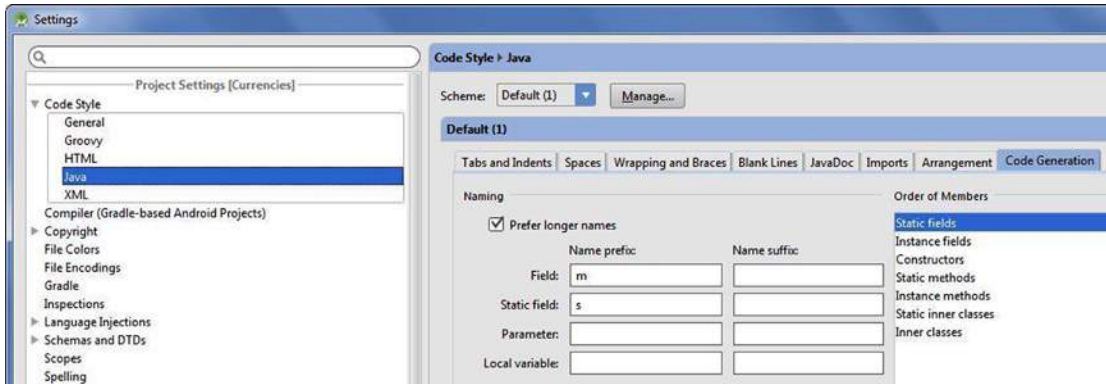 Settings
Project Settings [Currencies]
Code Style
General
Groovy
HTML
Java
XML
Compiler (Gradle-based Android Projects)
Copyright
File Colors
File Encodings
Gradle
Inspections
Language Injections
Schemas and DTDs
Scopes
Spelling
Code Style Java
Scheme: Default (1) Manage...
Default (1)
Tabs and Indents Spaces Wrapping and Braces Blank Lines JavaDoc Imports Arrangement Code Generation
Naming
Prefer longer names
Name prefix: Name suffix:
Field: m
Static field: s
Parameter:
Local variable:
Order of Members
Static fields
Instance fields
Constructors
Static methods
Instance methods
Static inner classes
Inner classes